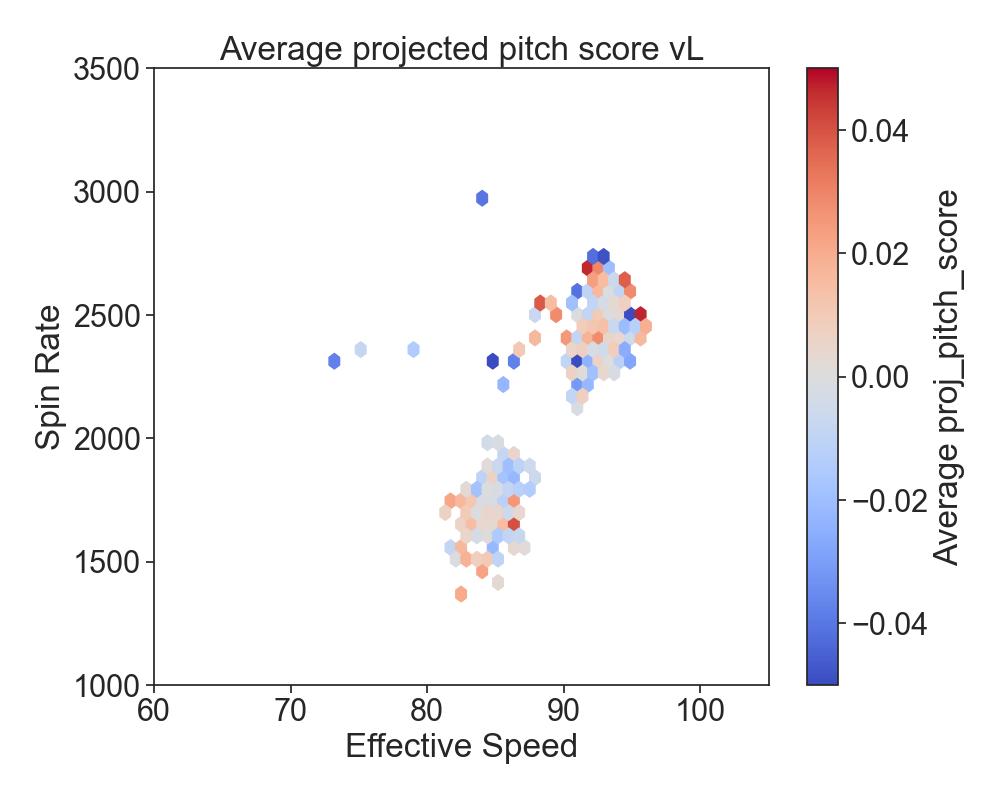 Average projected pitch score vL
3500
3000
2500
2000
1500
1000
Spin Rate
60 70 80 90 100
Effective Speed
0.04
0.02
0.00
−0.02
−0.04
Average proj_pitch_score